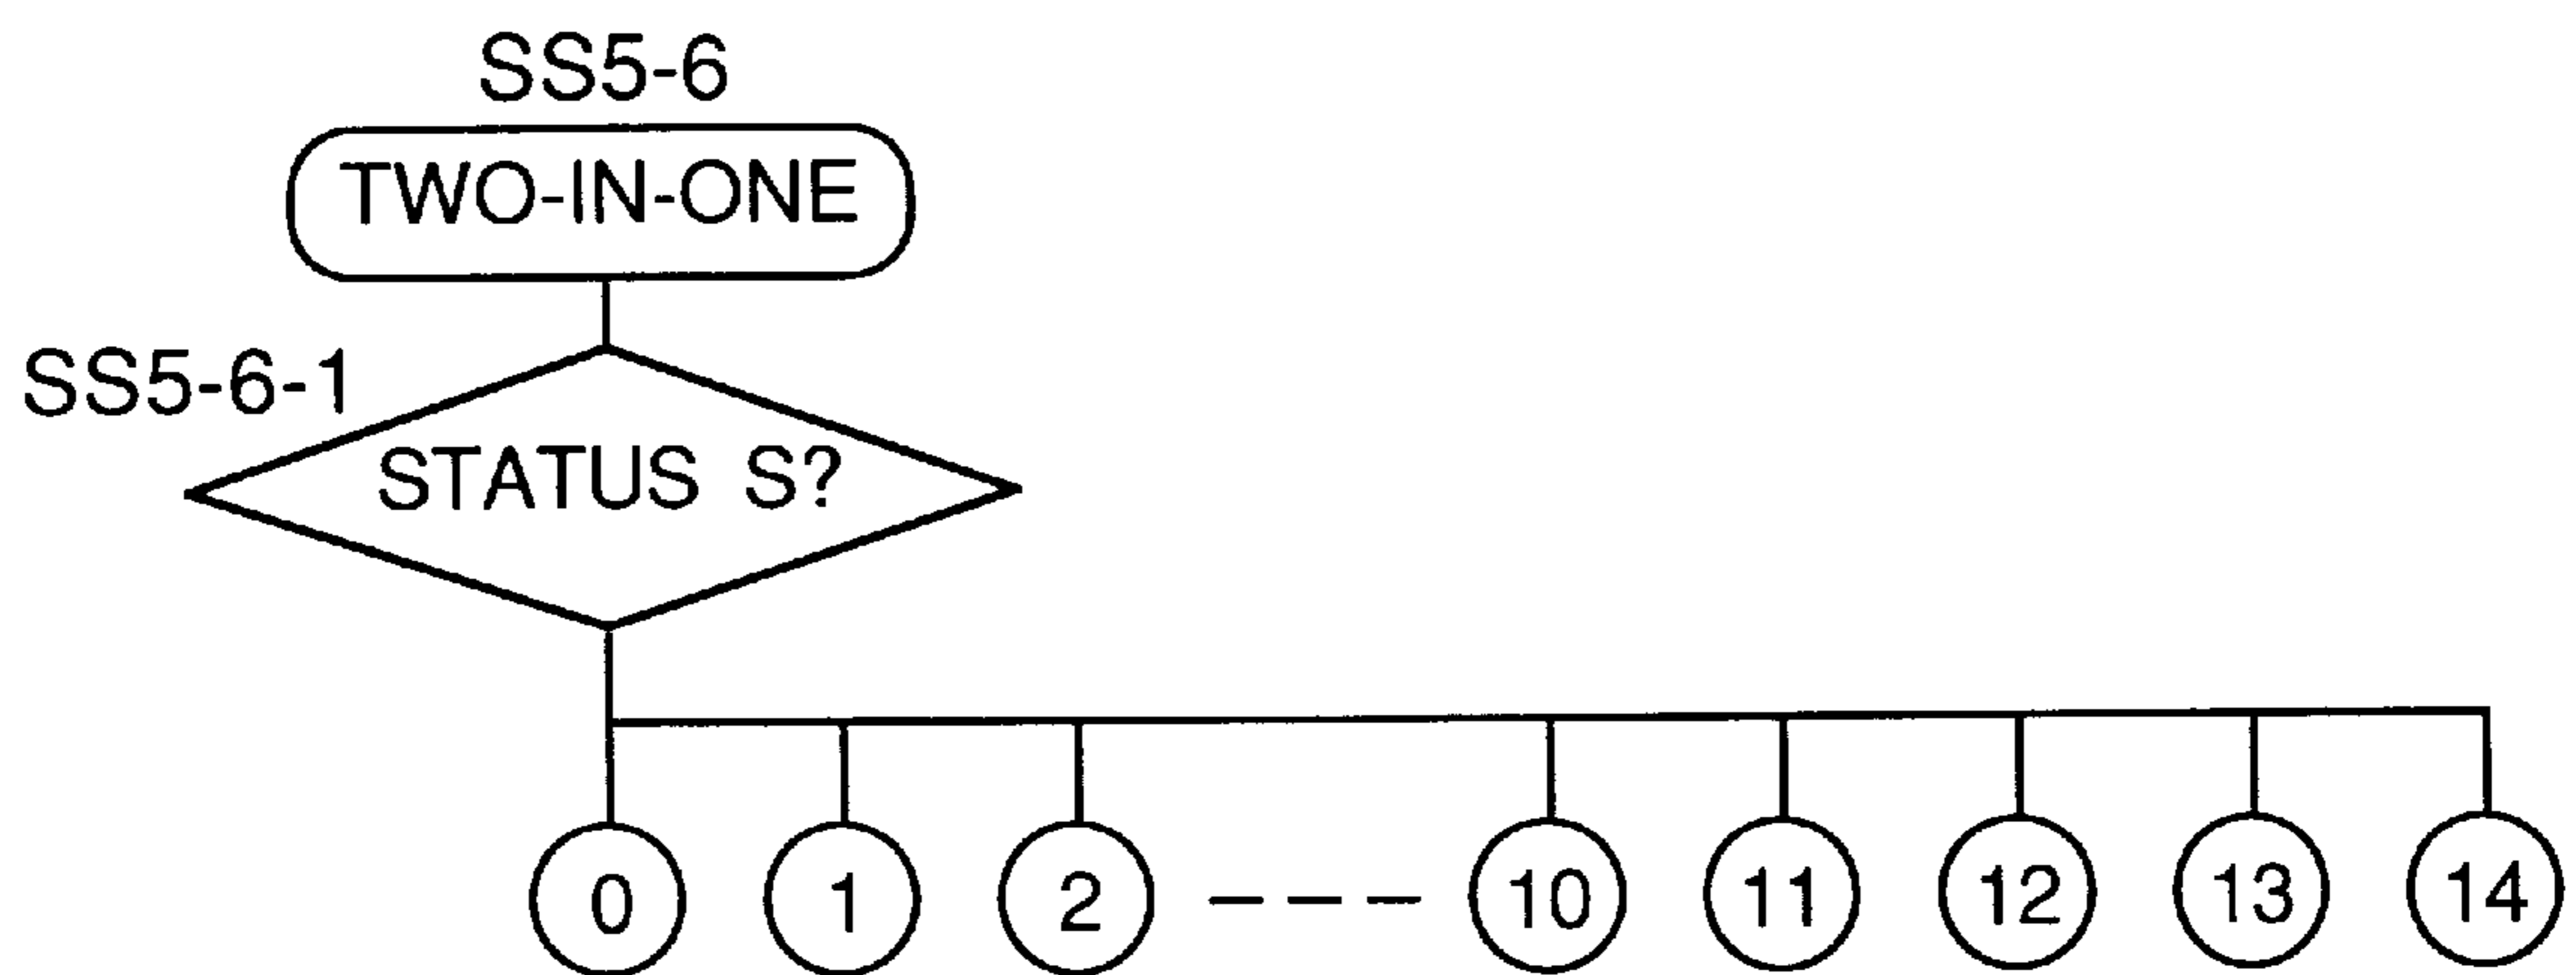 SS5-6
TWO-IN-ONE
SS5-6-1
STATUS S?
0 1 2 --- 10 11 12 13 14